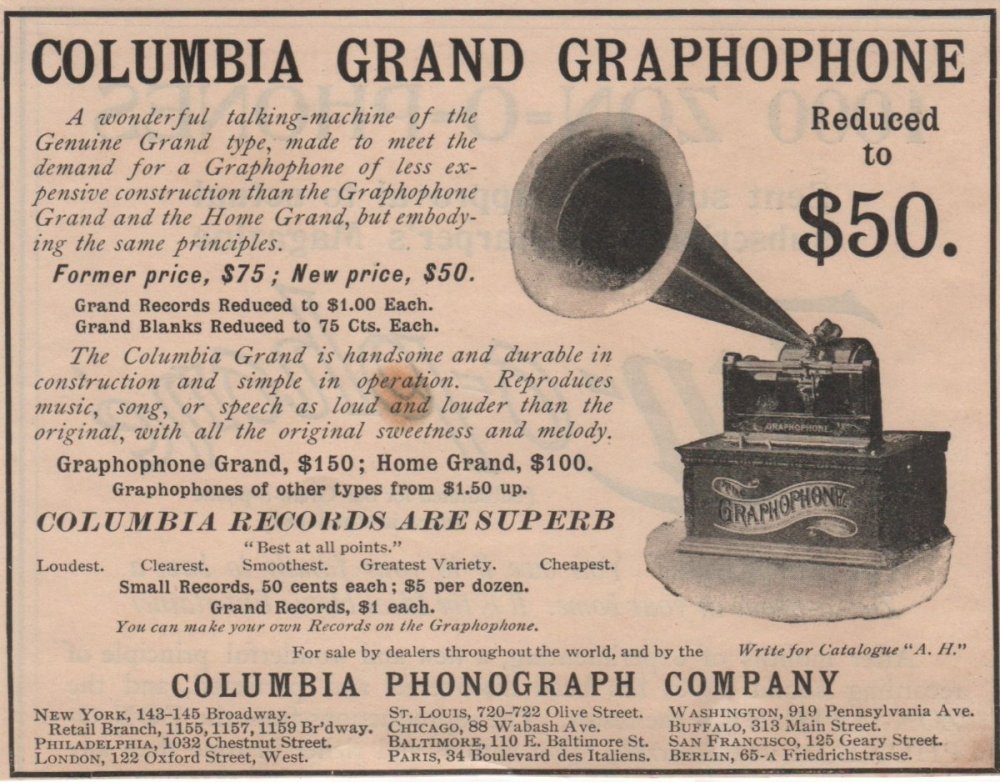 COLUMBIA GRAND GRAPHOPHONE
A wonderful talking-machine of the
Genuine Grand type, made to meet the
demand for a Graphophone of less ex-
pensive construction than the Graphophone
Grand and the Home Grand, but embody-
ing the same principles.
Former price, $75; New price, $50.
Grand Records Reduced to $1.00 Each.
Grand Blanks Reduced to 75 Cts. Each.
Reduced
to
$50.
The Columbia Grand is handsome and durable in
construction and simple in operation. Reproduces
music, song, or speech as loud and louder than the
original, with all the original sweetness and melody.
Graphophone Grand, $150; Home Grand, $100.
Graphophones of other types from $1.50 up.
GRAPHOPHONE
THE
GRAPHOPHONE
COLUMBIA RECORDS ARE SUPERB
"Best at all points."
Loudest. Clearest. Smoothest. Greatest Variety. Cheapest.
Small Records, 50 cents each; $5 per dozen.
Grand Records, $1 each.
You can make your own Records on the Graphophone.
For sale by dealers throughout the world, and by the Write for Catalogue "A. H."
COLUMBIA PHONOGRAPH COMPANY
NEW YORK, 143-145 Broadway.
Retail Branch, 1155, 1157, 1159 Br'dway.
PHILADELPHIA, 1032 Chestnut Street.
LONDON, 122 Oxford Street, West.
ST. LOUIS, 720-722 Olive Street.
CHICAGO, 88 Wabash Ave.
BALTIMORE, 110 E. Baltimore St.
PARIS, 34 Boulevard des Italiens.
WASHINGTON, 919 Pennsylvania Ave.
BUFFALO, 313 Main Street.
SAN FRANCISCO, 125 Geary Street.
BERLIN, 65-A Friedrichstrasse.